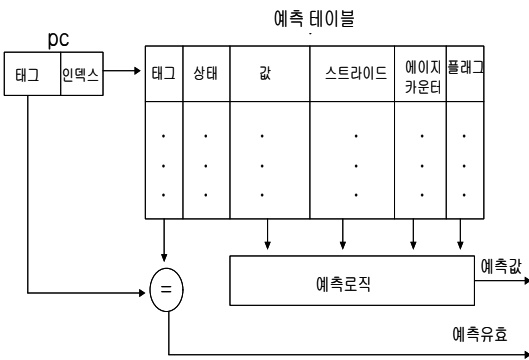 예측 테이블
pc
태그
인덱스
태그
상태
값
스트라이드
에이지
카운터
플래그
=
예측로직
예측값
예측유효